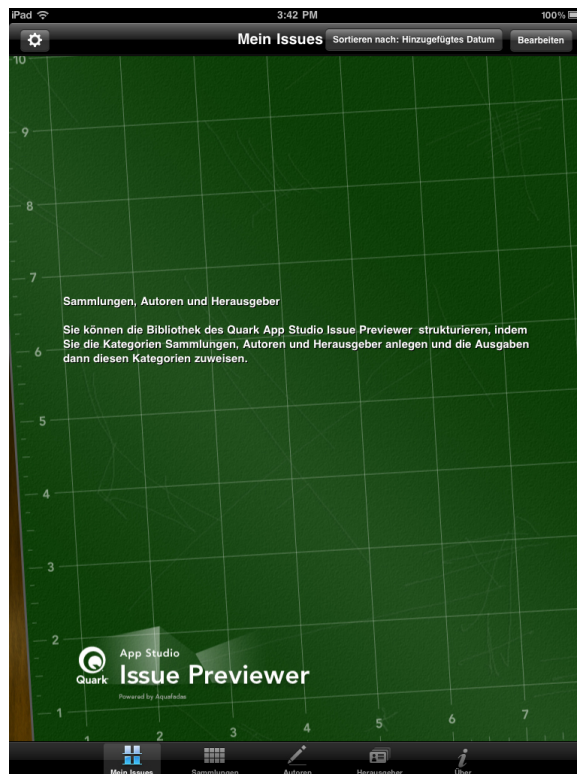 iPad 3:42 PM 100%
Mein Issues Sortieren nach: Hinzugefügtes Datum Bearbeiten
10
9
8
7
Sammlungen, Autoren und Herausgeber
Sie können die Bibliothek des Quark App Studio Issue Previewer strukturieren, indem
Sie die Kategorien Sammlungen, Autoren und Herausgeber anlegen und die Ausgaben
dann diesen Kategorien zuweisen.
6
5
4
3
2
App Studio
Quark Issue Previewer
Powered by Aquafadas
1
1 2 3 4 5 6 7
Mein Issues Sammlungen Autoren Herausgeber Über